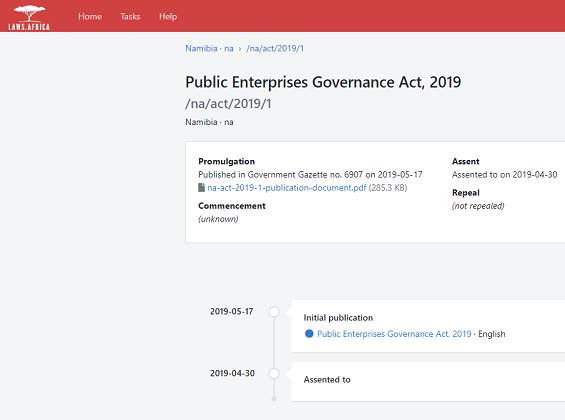 LAWS.AFRICA
Home Tasks Help
Namibia · na › /na/act/2019/1
Public Enterprises Governance Act, 2019
/na/act/2019/1
Namibia · na
Promulgation
Published in Government Gazette no. 6907 on 2019-05-17
na-act-2019-1-publication-document.pdf (285.3 KB)
Commencement
(unknown)
Assent
Assented to on 2019-04-30
Repeal
(not repealed)
2019-05-17
Initial publication
Public Enterprises Governance Act, 2019 · English
2019-04-30
Assented to